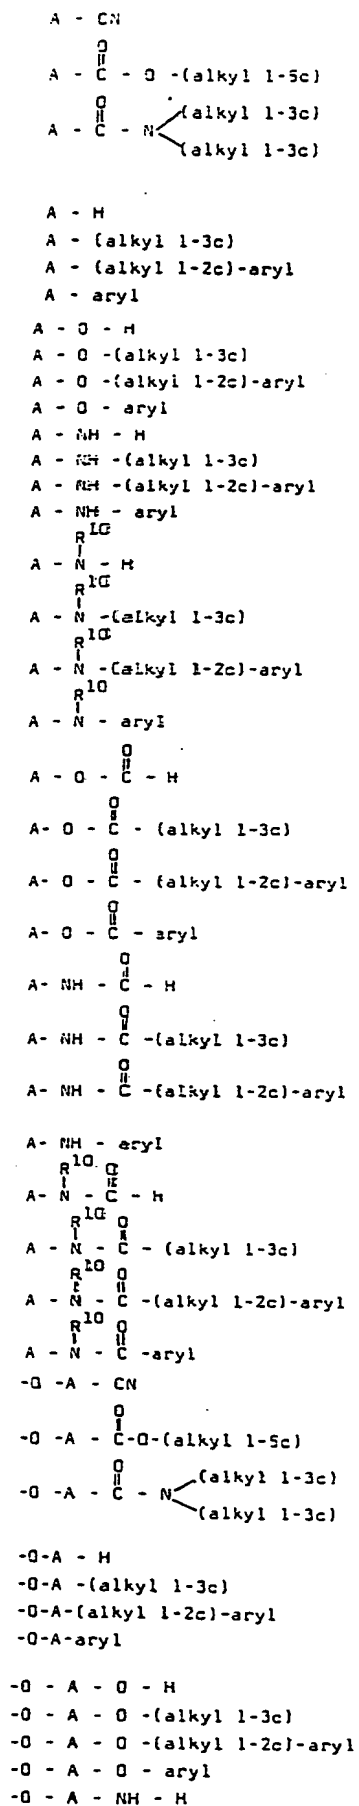 A - CN
O
||
A - C - O -(alkyl 1-5c)
O (alkyl 1-3c)
||
A - C - N
(alkyl 1-3c)
A - H
A - (alkyl 1-3c)
A - (alkyl 1-2c)-aryl
A - aryl
A - O - H
A - O -(alkyl 1-3c)
A - O -(alkyl 1-2c)-aryl
A - O - aryl
A - NH - H
A - NH -(alkyl 1-3c)
A - NH -(alkyl 1-2c)-aryl
A - NH - aryl
R10
|
A - N - H
R10
|
A - N -(alkyl 1-3c)
R10
|
A - N -(alkyl 1-2c)-aryl
R10
|
A - N - aryl
O
||
A - O - C - H
O
||
A- O - C - (alkyl 1-3c)
O
||
A- O - C - (alkyl 1-2c)-aryl
O
||
A- O - C - aryl
O
||
A- NH - C - H
O
||
A- NH - C -(alkyl 1-3c)
O
||
A- NH - C -(alkyl 1-2c)-aryl
A- NH - aryl
R10 O
| ||
A- N - C - H
R10 O
| ||
A - N - C - (alkyl 1-3c)
R10 O
| ||
A - N - C -(alkyl 1-2c)-aryl
R10 O
| ||
A - N - C -aryl
-O -A - CN
O
||
-O -A - C-O-(alkyl 1-5c)
O (alkyl 1-3c)
||
-O -A - C - N
(alkyl 1-3c)
-O-A - H
-O-A -(alkyl 1-3c)
-O-A-(alkyl 1-2c)-aryl
-O-A-aryl
-O - A - O - H
-O - A - O -(alkyl 1-3c)
-O - A - O -(alkyl 1-2c)-aryl
-O - A - O - aryl
-O - A - NH - H